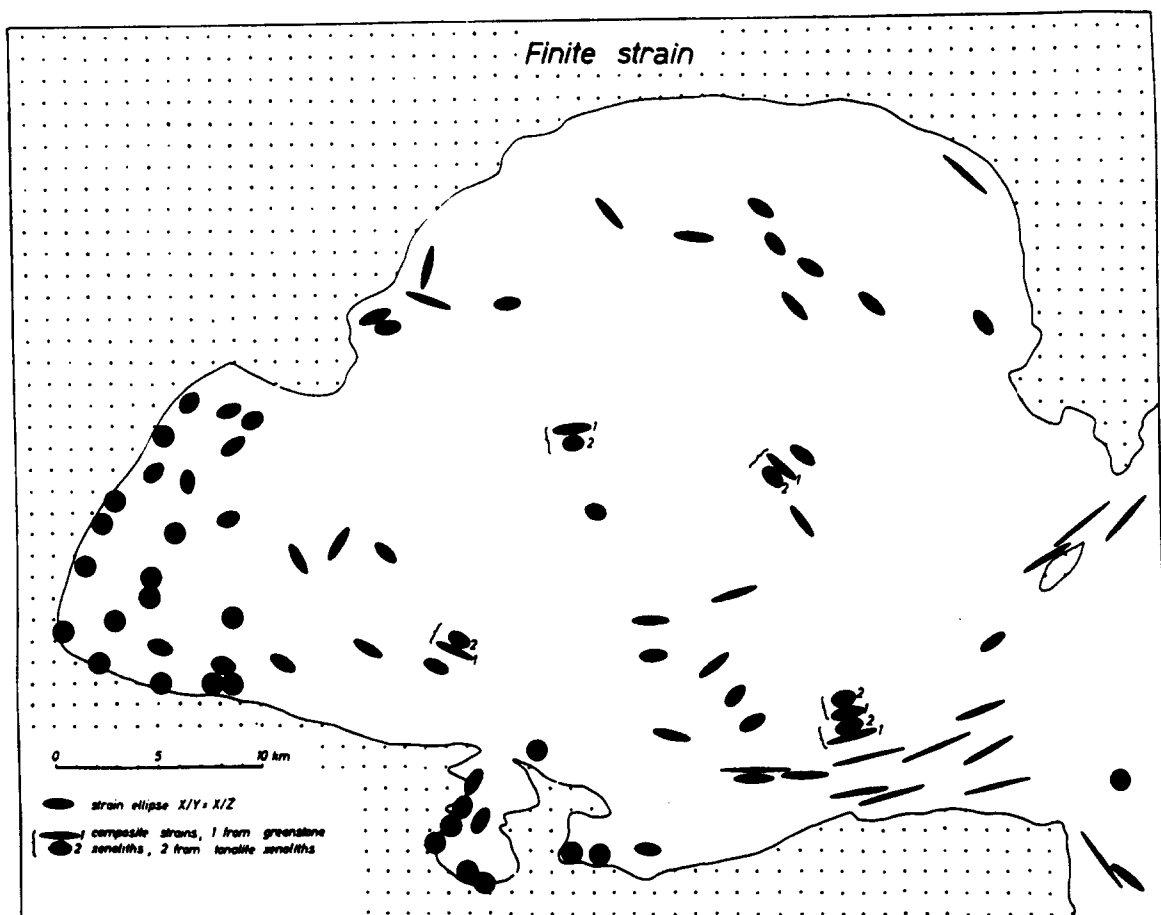 Finite strain
1
2
1
2
2
1
2
1
2
1
0 5 10 km
strain ellipse X/Y = X/Z
1 composite strains, 1 from greenstone
2 xenoliths, 2 from tonalite xenoliths